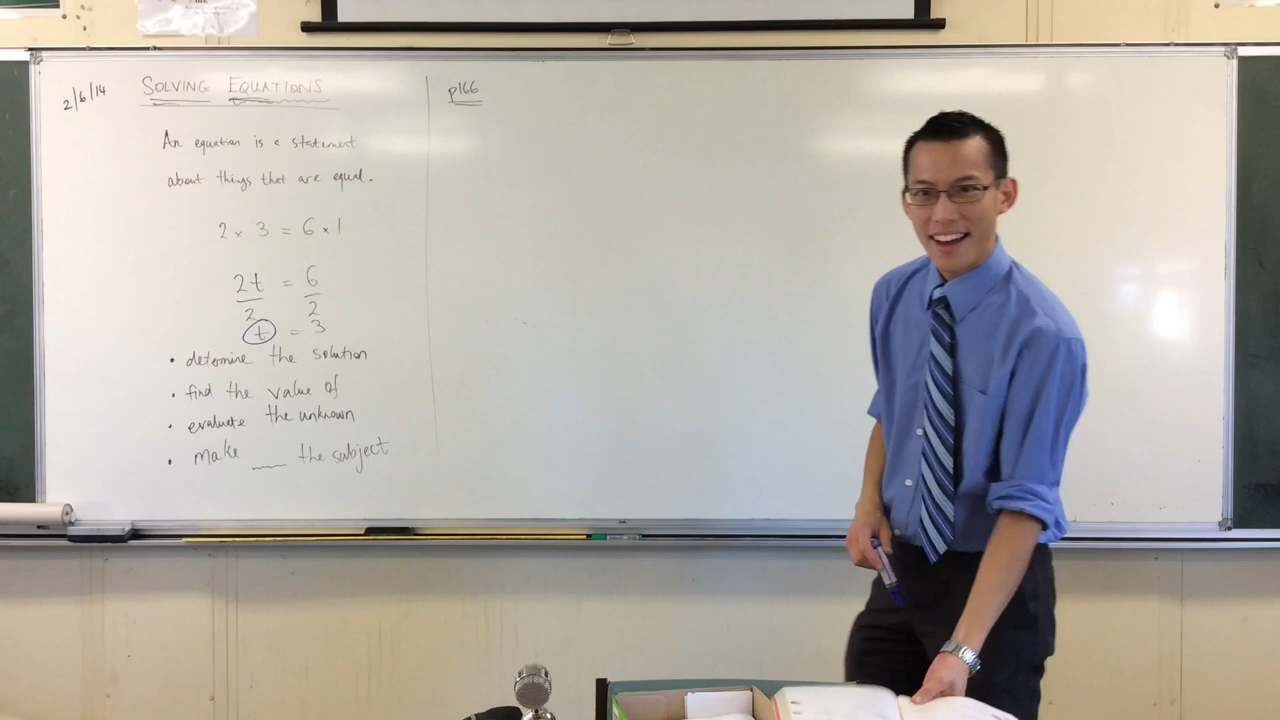 2/6/14
SOLVING EQUATIONS
An equation is a statement
about things that are equal.
2 × 3 = 6 × 1
2t/2 = 6/2
t = 3
• determine the solution
• find the value of
• evaluate the unknown
• make ___ the subject
p166